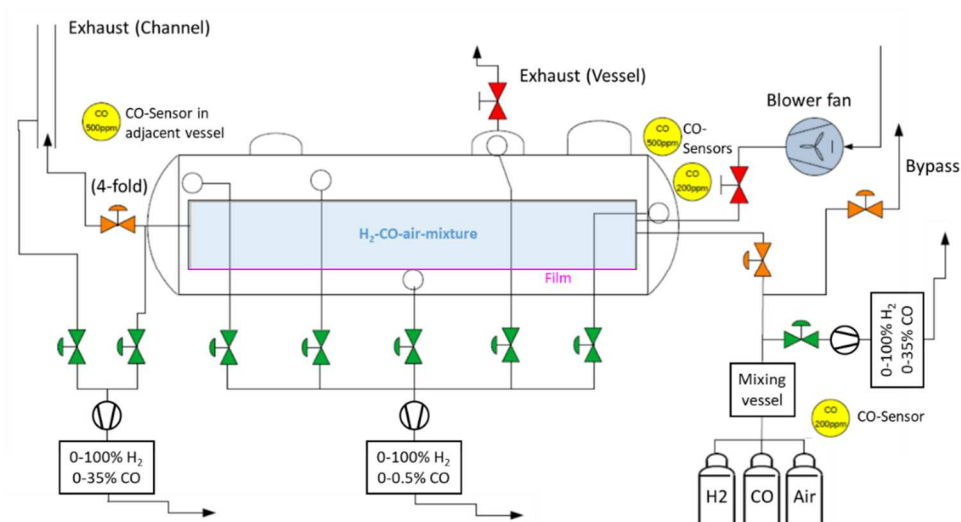 Exhaust (Channel)
CO
500ppm
CO-Sensor in
adjacent vessel
(4-fold)
Exhaust (Vessel)
CO
500ppm
CO-
Sensors
CO
200ppm
Blower fan
Bypass
H2-CO-air-mixture
Film
0-100% H2
0-35% CO
Mixing
vessel
CO
200ppm
CO-Sensor
0-100% H2
0-35% CO
0-100% H2
0-0.5% CO
H2
CO
Air